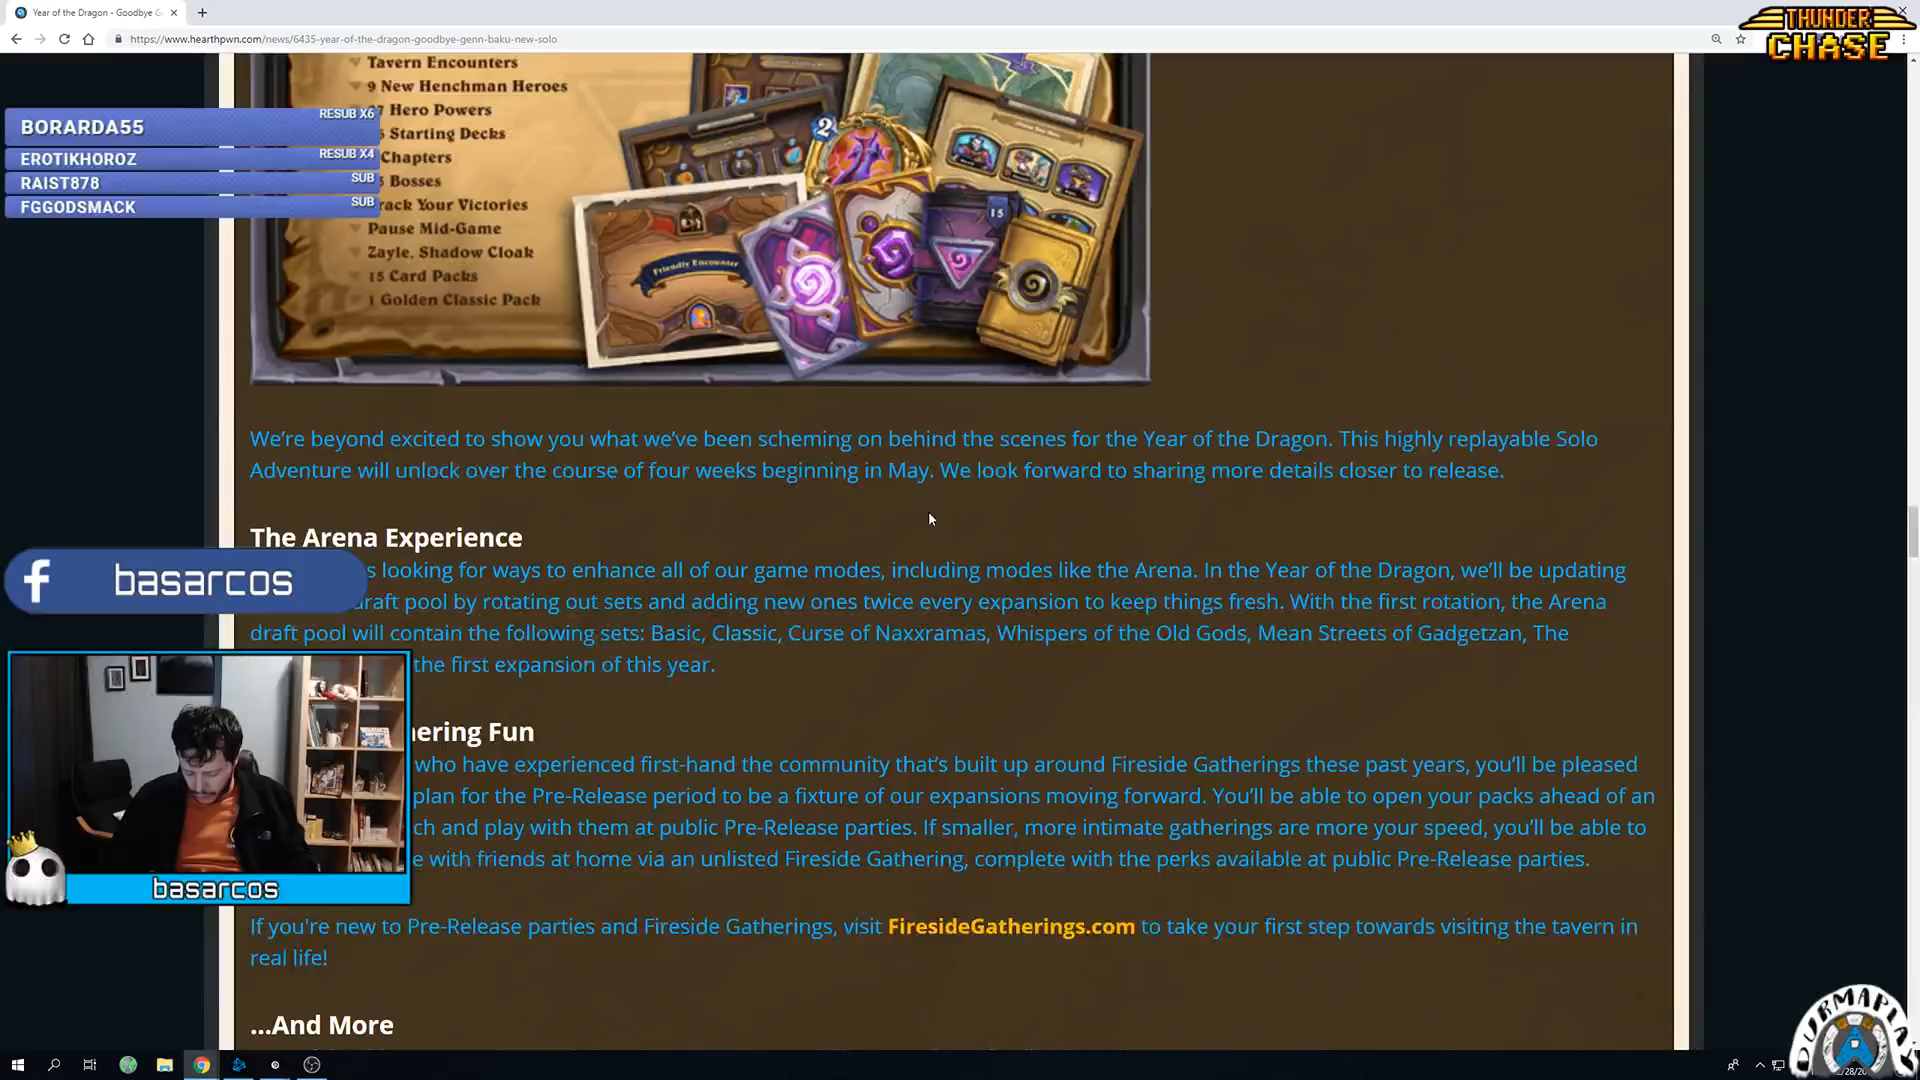 Year of the Dragon - Goodbye G
https://www.hearthpwn.com/news/6435-year-of-the-dragon-goodbye-genn-baku-new-solo
THUNDER
CHASE
Tavern Encounters
9 New Henchman Heroes
Hero Powers
Starting Decks
Chapters
Bosses
rack Your Victories
Pause Mid-Game
Zayle, Shadow Cloak
15 Card Packs
1 Golden Classic Pack
2
15
Friendly Encounter
BORARDA55 RESUB X6
EROTIKHOROZ RESUB X4
RAIST878 SUB
FGGODSMACK SUB
We're beyond excited to show you what we've been scheming on behind the scenes for the Year of the Dragon. This highly replayable Solo
Adventure will unlock over the course of four weeks beginning in May. We look forward to sharing more details closer to release.
The Arena Experience
s looking for ways to enhance all of our game modes, including modes like the Arena. In the Year of the Dragon, we'll be updating
draft pool by rotating out sets and adding new ones twice every expansion to keep things fresh. With the first rotation, the Arena
draft pool will contain the following sets: Basic, Classic, Curse of Naxxramas, Whispers of the Old Gods, Mean Streets of Gadgetzan, The
the first expansion of this year.
basarcos
hering Fun
who have experienced first-hand the community that's built up around Fireside Gatherings these past years, you'll be pleased
plan for the Pre-Release period to be a fixture of our expansions moving forward. You'll be able to open your packs ahead of an
ch and play with them at public Pre-Release parties. If smaller, more intimate gatherings are more your speed, you'll be able to
e with friends at home via an unlisted Fireside Gathering, complete with the perks available at public Pre-Release parties.
basarcos
If you're new to Pre-Release parties and Fireside Gatherings, visit FiresideGatherings.com to take your first step towards visiting the tavern in
real life!
...And More
DURMAPLAY